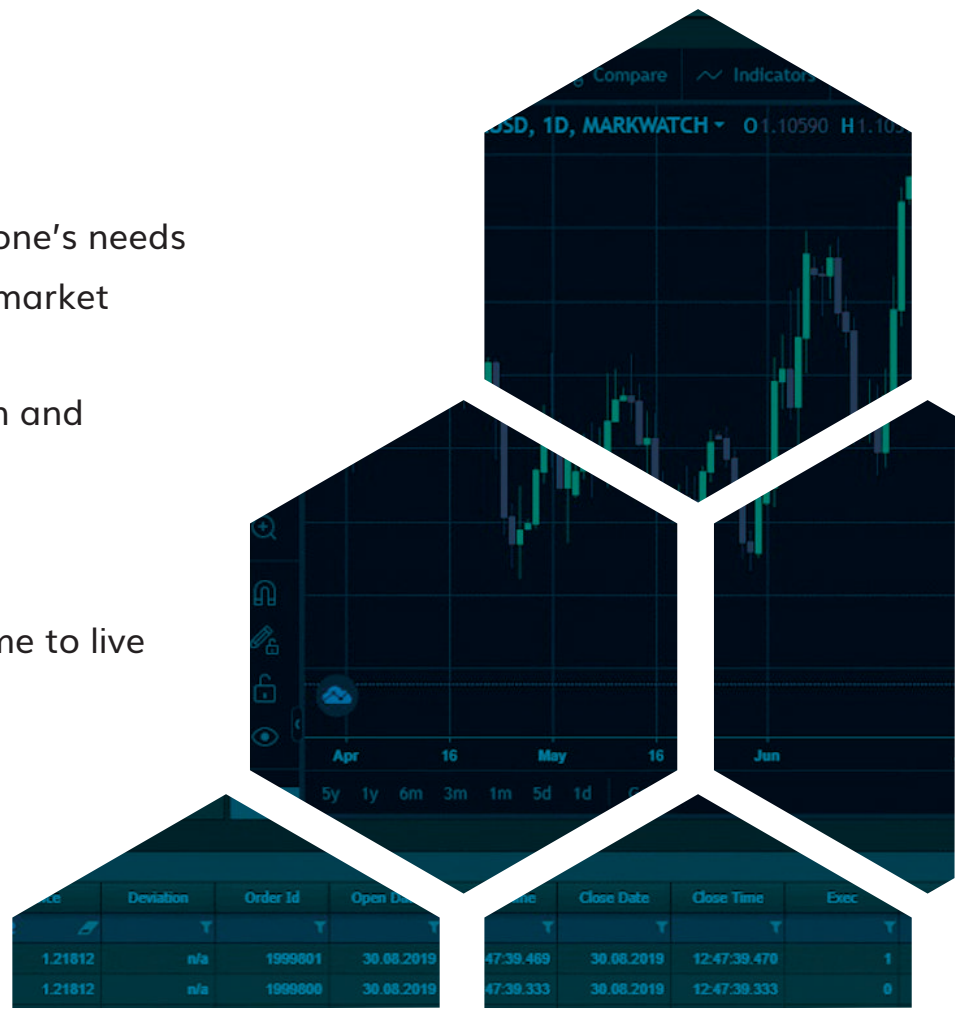 Compare Indicators
USD, 1D, MARKWATCH O1.10590 H1.105
one's needs
market
and
me to live
Apr 16 May 16 Jun
5y 1y 6m 3m 1m 5d 1d
Deviation Order Id Open Close Date Close Time Exec
1.21812 n/a 1999801 30.08.2019 47:39.469 30.08.2019 12:47:39.470 1
1.21812 n/a 1999800 30.08.2019 47:39.333 30.08.2019 12:47:39.333 0